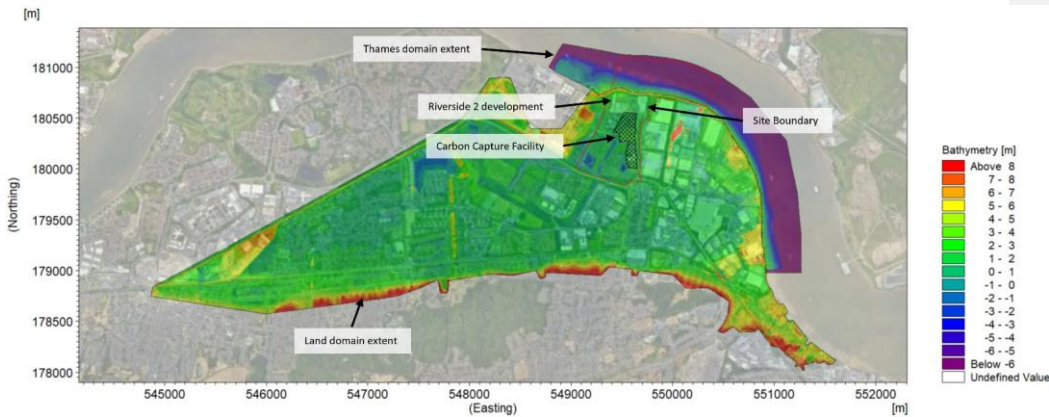 [m]
181000
180500
180000
179500
179000
178500
178000
(Northing)
Thames domain extent
Riverside 2 development
Site Boundary
Carbon Capture Facility
Land domain extent
545000 546000 547000 548000 549000 550000 551000 552000
(Easting) [m]
Bathymetry [m]
Above 8
7 - 8
6 - 7
5 - 6
4 - 5
3 - 4
2 - 3
1 - 2
0 - 1
-1 - 0
-2 - -1
-3 - -2
-4 - -3
-5 - -4
-6 - -5
Below -6
Undefined Value